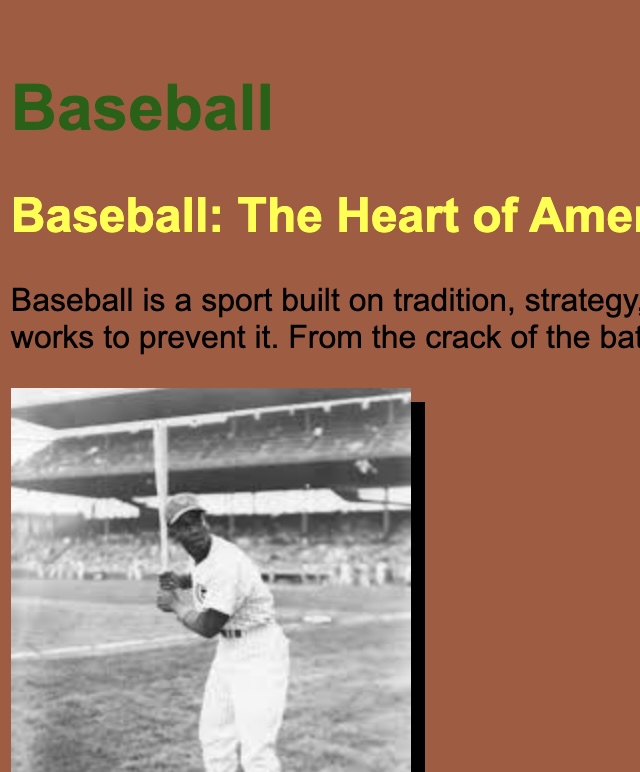 Baseball
Baseball: The Heart of Amer
Baseball is a sport built on tradition, strategy,
works to prevent it. From the crack of the bat